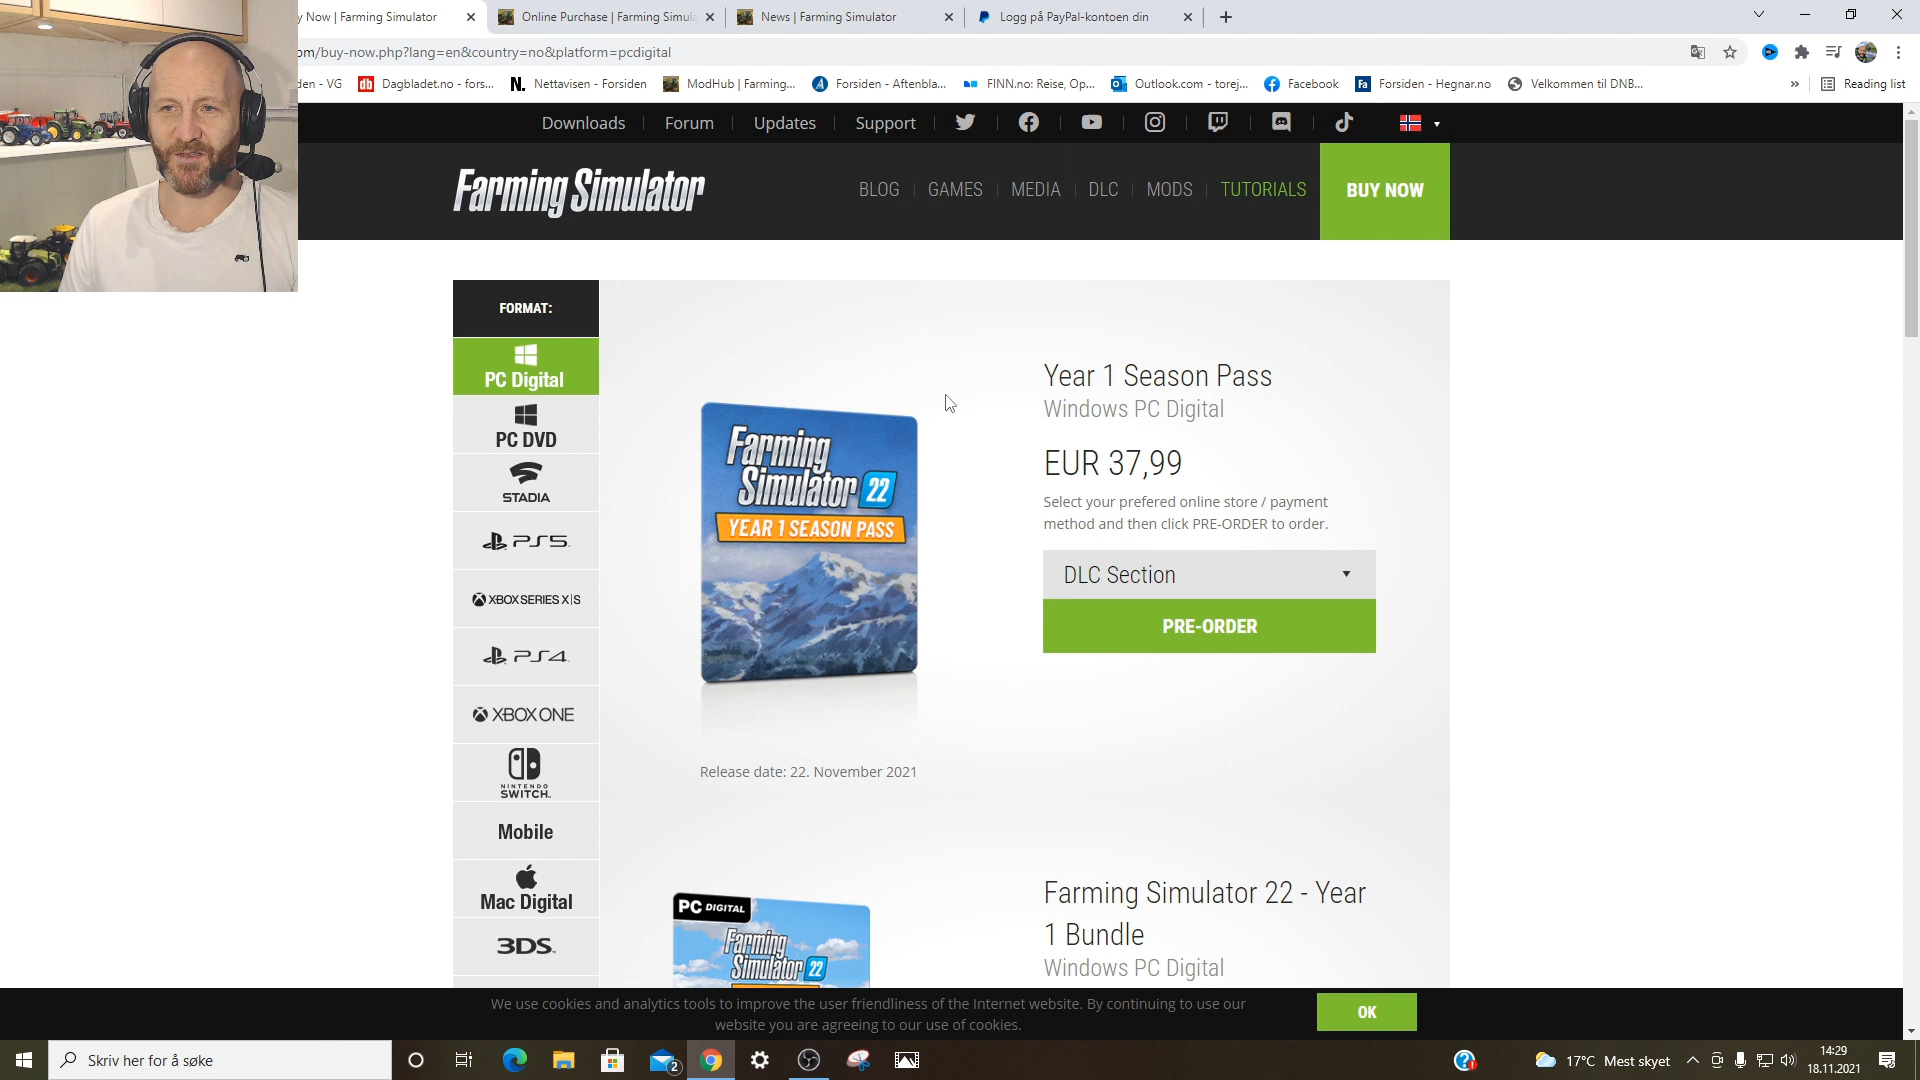 y Now | Farming Simulator
Online Purchase | Farming Simula
News | Farming Simulator
Logg på PayPal-kontoen din
om/buy-now.php?lang=en&country=no&platform=pcdigital
den - VG
Dagbladet.no - fors...
Nettavisen - Forsiden
ModHub | Farming...
Forsiden - Aftenbla...
FINN.no: Reise, Op...
Outlook.com - torej...
Facebook
Forsiden - Hegnar.no
Velkommen til DNB...
»
Reading list
Downloads
Forum
Updates
Support
Farming Simulator
BLOG
GAMES
MEDIA
DLC
MODS
TUTORIALS
BUY NOW
FORMAT:
PC Digital
PC DVD
STADIA
PS5
XBOX SERIES X|S
PS4
XBOX ONE
NINTENDO
SWITCH
Mobile
Mac Digital
3DS
Farming
Simulator 22
YEAR 1 SEASON PASS
Release date: 22. November 2021
Year 1 Season Pass
Windows PC Digital
EUR 37,99
Select your prefered online store / payment
method and then click PRE-ORDER to order.
DLC Section
PRE-ORDER
PC DIGITAL
Farming
Simulator 22
Farming Simulator 22 - Year
1 Bundle
Windows PC Digital
We use cookies and analytics tools to improve the user friendliness of the Internet website. By continuing to use our
website you are agreeing to our use of cookies.
OK
Skriv her for å søke
2
17°C Mest skyet
14:29
18.11.2021